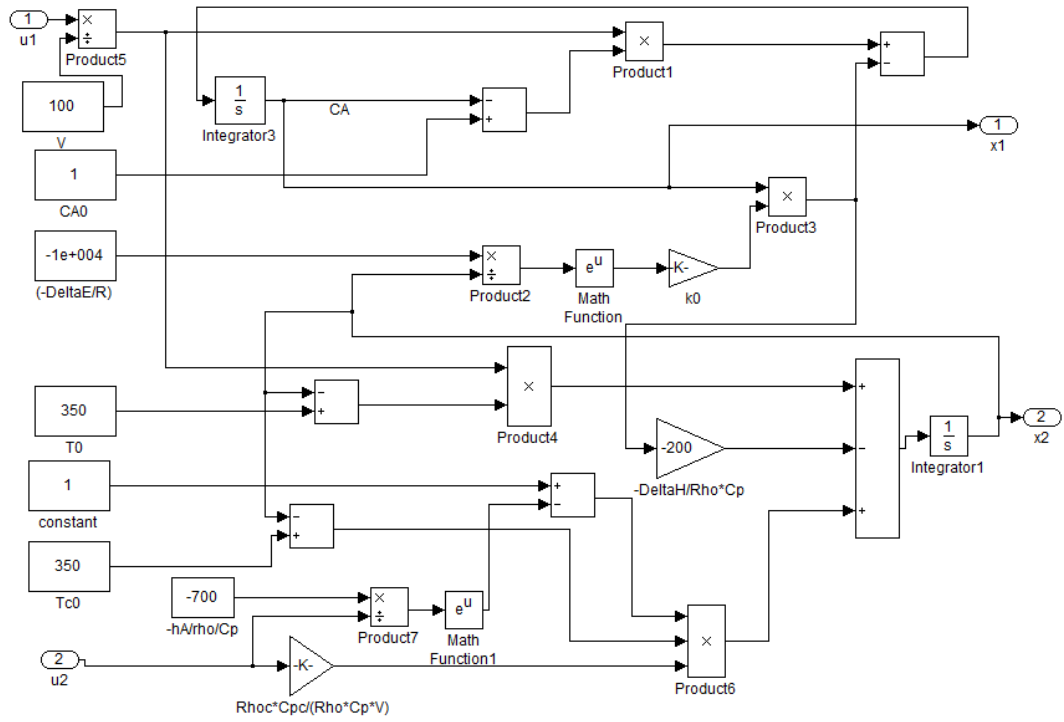 1
u1
×
÷
Product5
100
V
1
s
Integrator3
CA
−
+
×
Product1
+
−
1
x1
1
CA0
×
Product3
-1e+004
(-DeltaE/R)
×
÷
Product2
e^u
Math
Function
-K-
k0
350
T0
−
+
×
Product4
-200
-DeltaH/Rho*Cp
+
−
+
1
s
Integrator1
2
x2
1
constant
+
−
−
+
350
Tc0
-700
-hA/rho/Cp
×
÷
Product7
e^u
Math
Function1
2
u2
-K-
Rhoc*Cpc/(Rho*Cp*V)
×
Product6